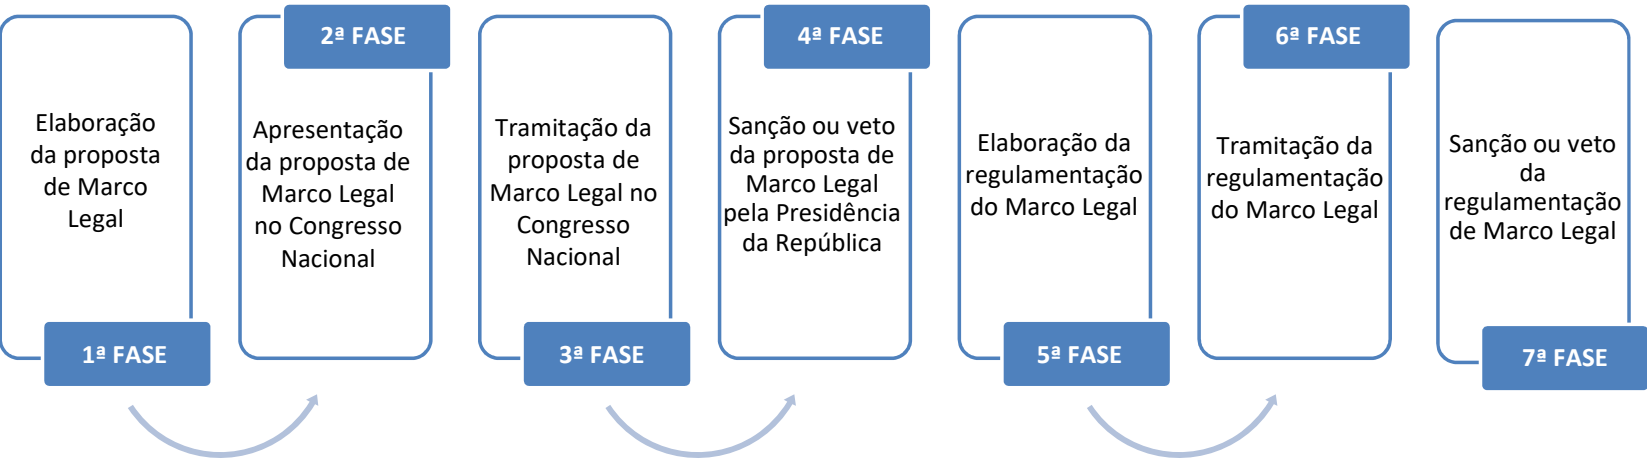 Elaboração
da proposta
de Marco
Legal
1ª FASE
2ª FASE
Apresentação
da proposta de
Marco Legal
no Congresso
Nacional
Tramitação da
proposta de
Marco Legal no
Congresso
Nacional
3ª FASE
4ª FASE
Sanção ou veto
da proposta de
Marco Legal
pela Presidência
da República
Elaboração da
regulamentação
do Marco Legal
5ª FASE
6ª FASE
Tramitação da
regulamentação
do Marco Legal
Sanção ou veto
da
regulamentação
de Marco Legal
7ª FASE